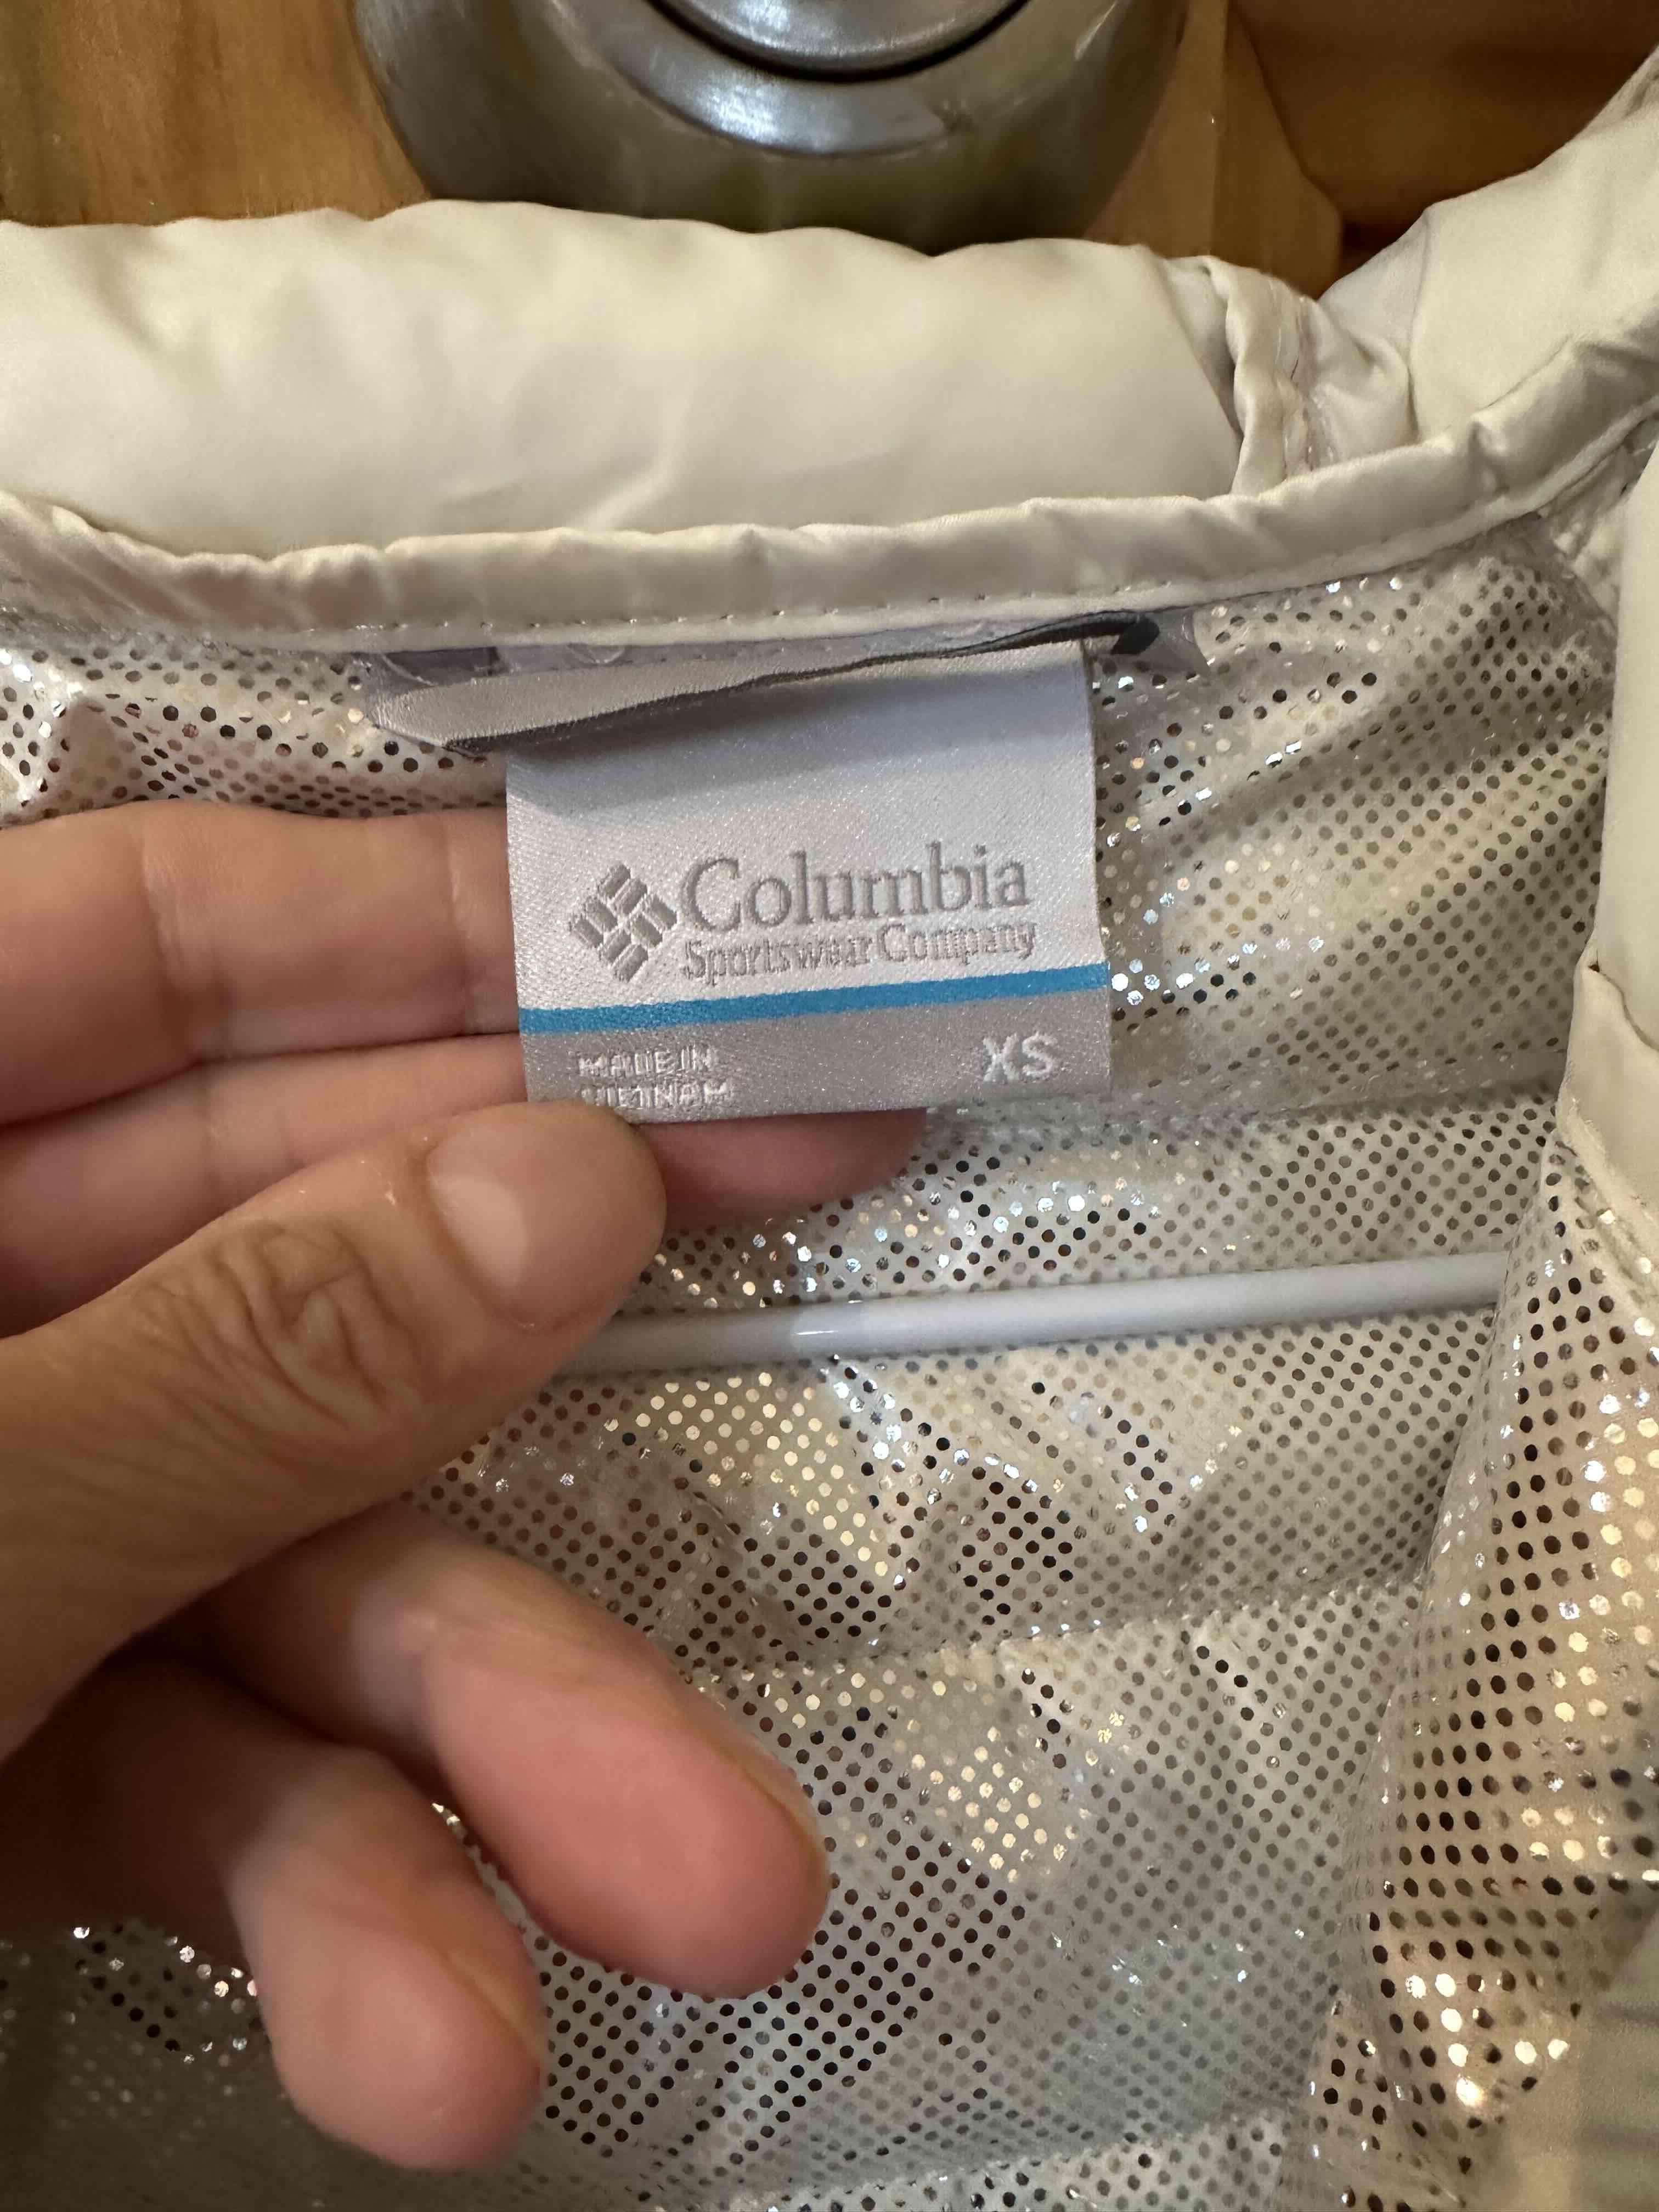 Columbia
Sportswear Company
MADE IN
VIETNAM
XS